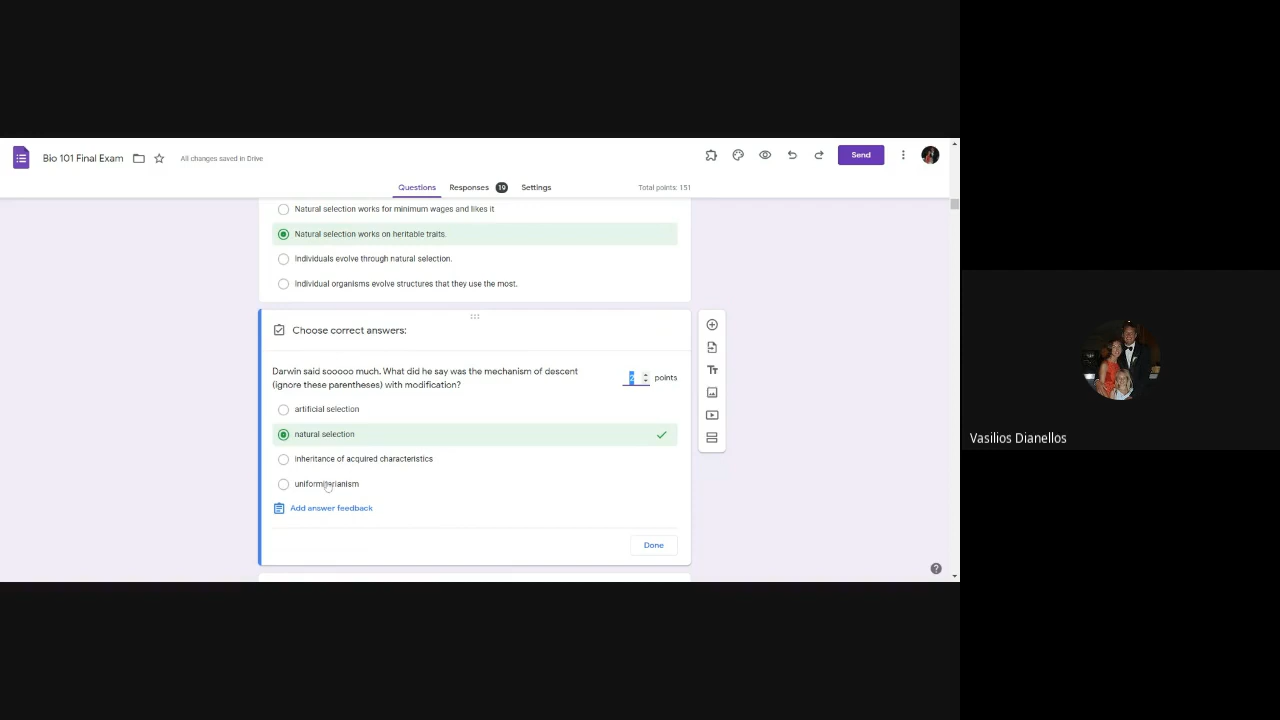 Bio 101 Final Exam
All changes saved in Drive
Send
Questions
Responses 19
Settings
Total points: 151
Natural selection works for minimum wages and likes it
Natural selection works on heritable traits.
Individuals evolve through natural selection.
Individual organisms evolve structures that they use the most.
Choose correct answers:
Darwin said sooooo much. What did he say was the mechanism of descent
(ignore these parentheses) with modification?
2 points
artificial selection
natural selection
inheritance of acquired characteristics
uniformitarianism
Add answer feedback
Done
Vasilios Dianellos